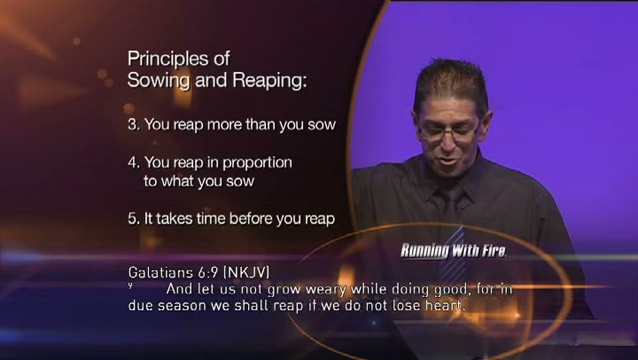 Principles of
Sowing and Reaping:
3. You reap more than you sow
4. You reap in proportion
to what you sow
5. It takes time before you reap
Running With Fire.
Galatians 6:9 (NKJV)
9 And let us not grow weary while doing good, for in
due season we shall reap if we do not lose heart.